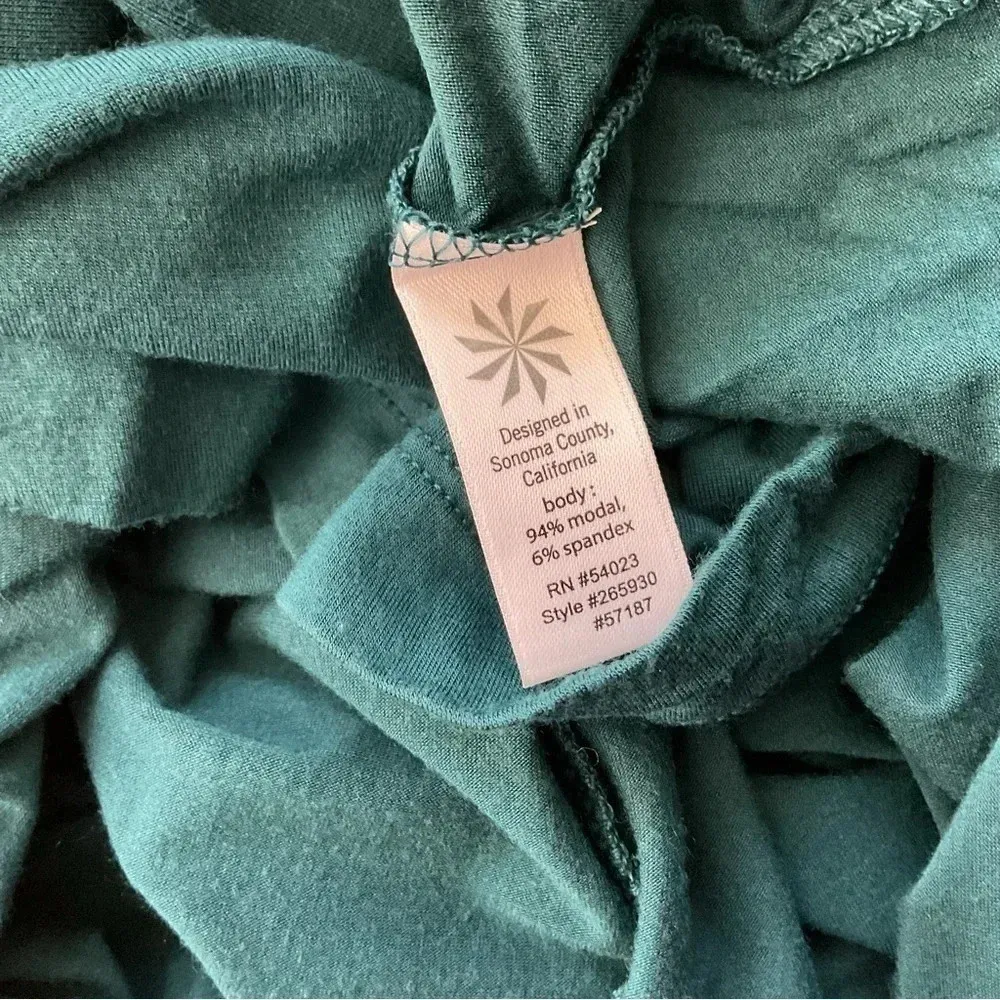 Designed in
Sonoma County,
California
body :
94% modal,
6% spandex
RN #54023
Style #265930
#57187